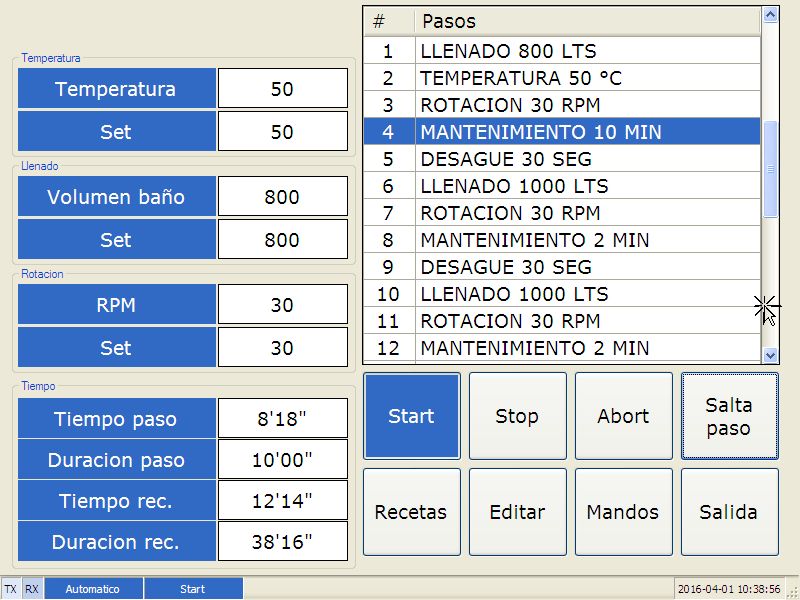 Temperatura
Temperatura 50
Set 50
Llenado
Volumen baño 800
Set 800
Rotacion
RPM 30
Set 30
Tiempo
Tiempo paso 8'18"
Duracion paso 10'00"
Tiempo rec. 12'14"
Duracion rec. 38'16"
# Pasos
1 LLENADO 800 LTS
2 TEMPERATURA 50 °C
3 ROTACION 30 RPM
4 MANTENIMIENTO 10 MIN
5 DESAGUE 30 SEG
6 LLENADO 1000 LTS
7 ROTACION 30 RPM
8 MANTENIMIENTO 2 MIN
9 DESAGUE 30 SEG
10 LLENADO 1000 LTS
11 ROTACION 30 RPM
12 MANTENIMIENTO 2 MIN
Start Stop Abort Salta
paso
Recetas Editar Mandos Salida
TX RX Automatico Start 2016-04-01 10:38:56